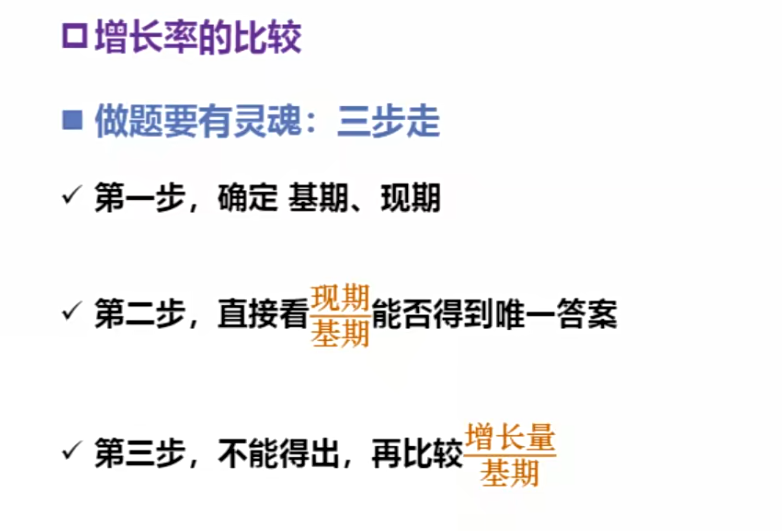 增长率的比较
做题要有灵魂：三步走
✓ 第一步，确定 基期、现期
✓ 第二步，直接看现期/基期能否得到唯一答案
✓ 第三步，不能得出，再比较增长量/基期